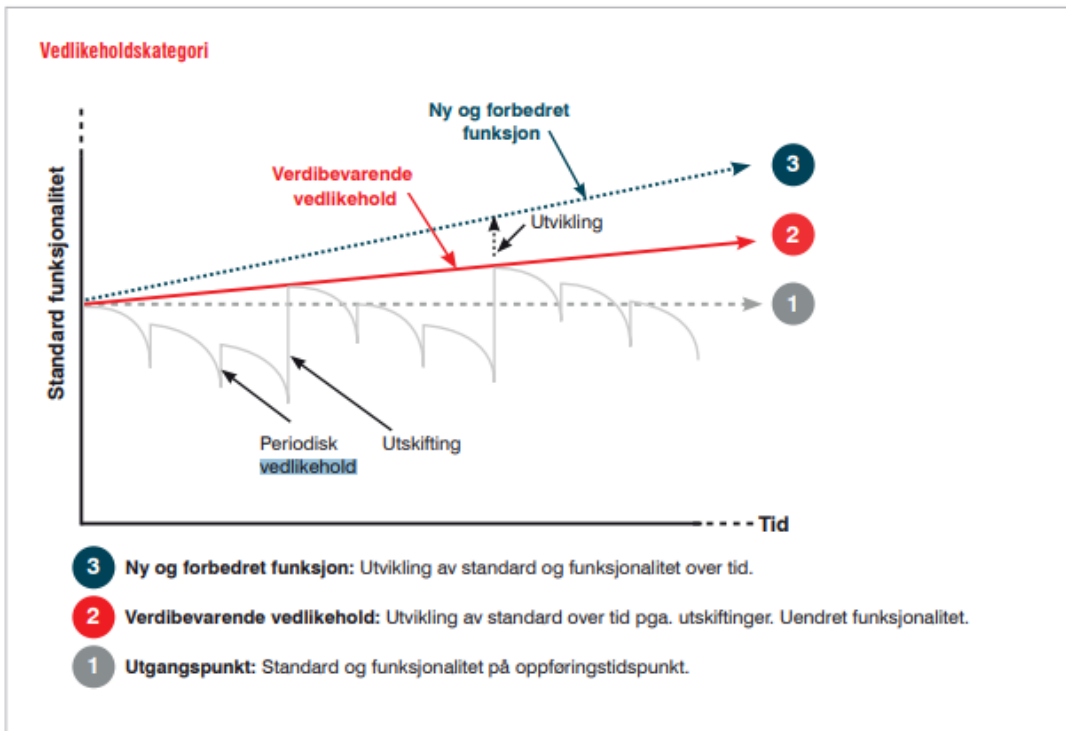 Vedlikeholdskategori
Ny og forbedret
funksjon
3
Verdibevarende
vedlikehold
Utvikling
2
1
Standard funksjonalitet
Periodisk
vedlikehold
Utskifting
Tid
3 Ny og forbedret funksjon: Utvikling av standard og funksjonalitet over tid.
2 Verdibevarende vedlikehold: Utvikling av standard over tid pga. utskiftinger. Uendret funksjonalitet.
1 Utgangspunkt: Standard og funksjonalitet på oppføringstidspunkt.